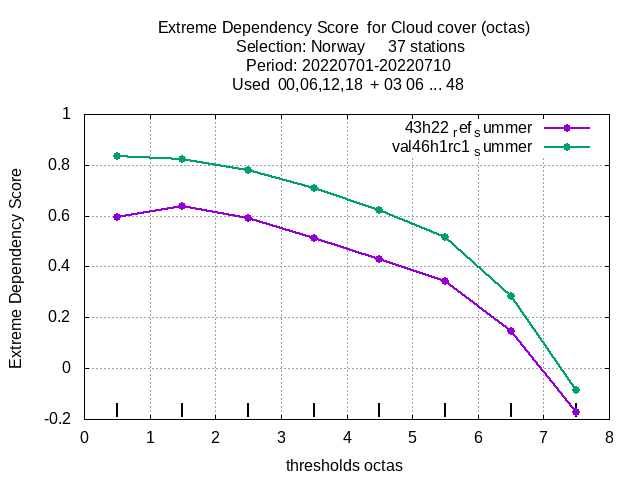 Extreme Dependency Score  for Cloud cover (octas)
Selection: Norway     37 stations
Period: 20220701-20220710
Used  00,06,12,18  + 03 06 ... 48
43h22ᵣefₛummer
val46h1rc1ₛummer
1
0.8
0.6
0.4
0.2
0
-0.2
Extreme Dependency Score
0 1 2 3 4 5 6 7 8
thresholds octas